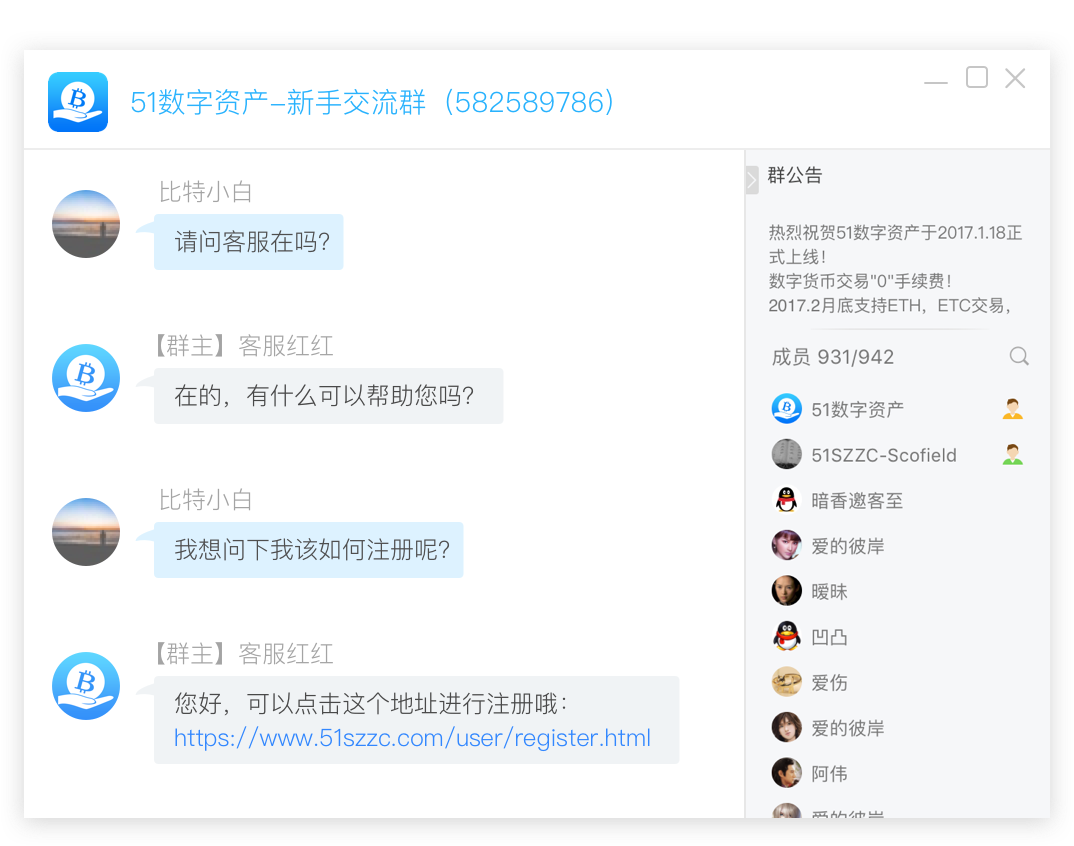 51数字资产-新手交流群（582589786）
比特小白
请问客服在吗?
【群主】客服红红
在的，有什么可以帮助您吗?
比特小白
我想问下我该如何注册呢?
【群主】客服红红
您好，可以点击这个地址进行注册哦：
https://www.51szzc.com/user/register.html
群公告
热烈祝贺51数字资产于2017.1.18正
式上线！
数字货币交易"0"手续费！
2017.2月底支持ETH，ETC交易，
成员 931/942
51数字资产
51SZZC-Scofield
暗香邀客至
爱的彼岸
暧昧
凹凸
爱伤
爱的彼岸
阿伟
爱的彼岸